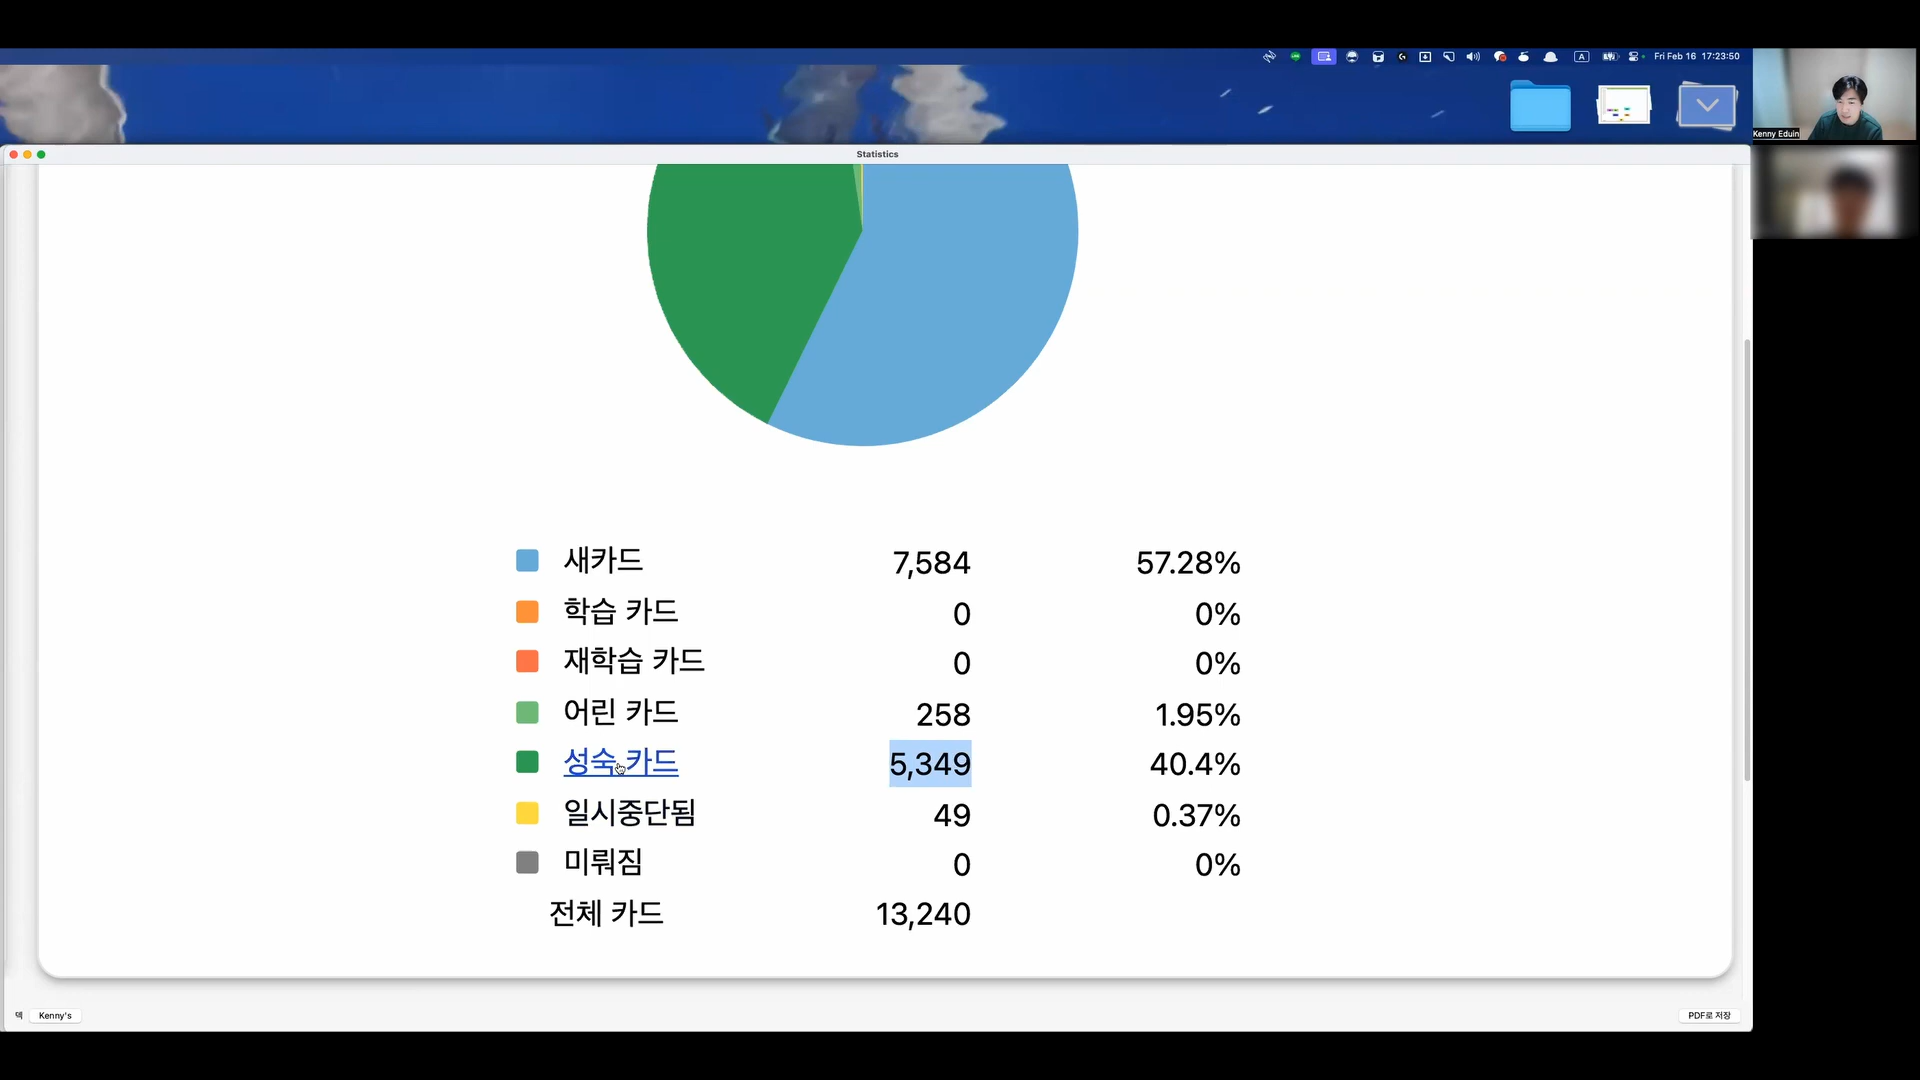 A
Fri Feb 16 17:23:50
Kenny Eduin
Statistics
새카드 7,584 57.28%
학습 카드 0 0%
재학습 카드 0 0%
어린 카드 258 1.95%
성숙 카드 5,349 40.4%
일시중단됨 49 0.37%
미뤄짐 0 0%
전체 카드 13,240
덱 Kenny's
PDF로 저장